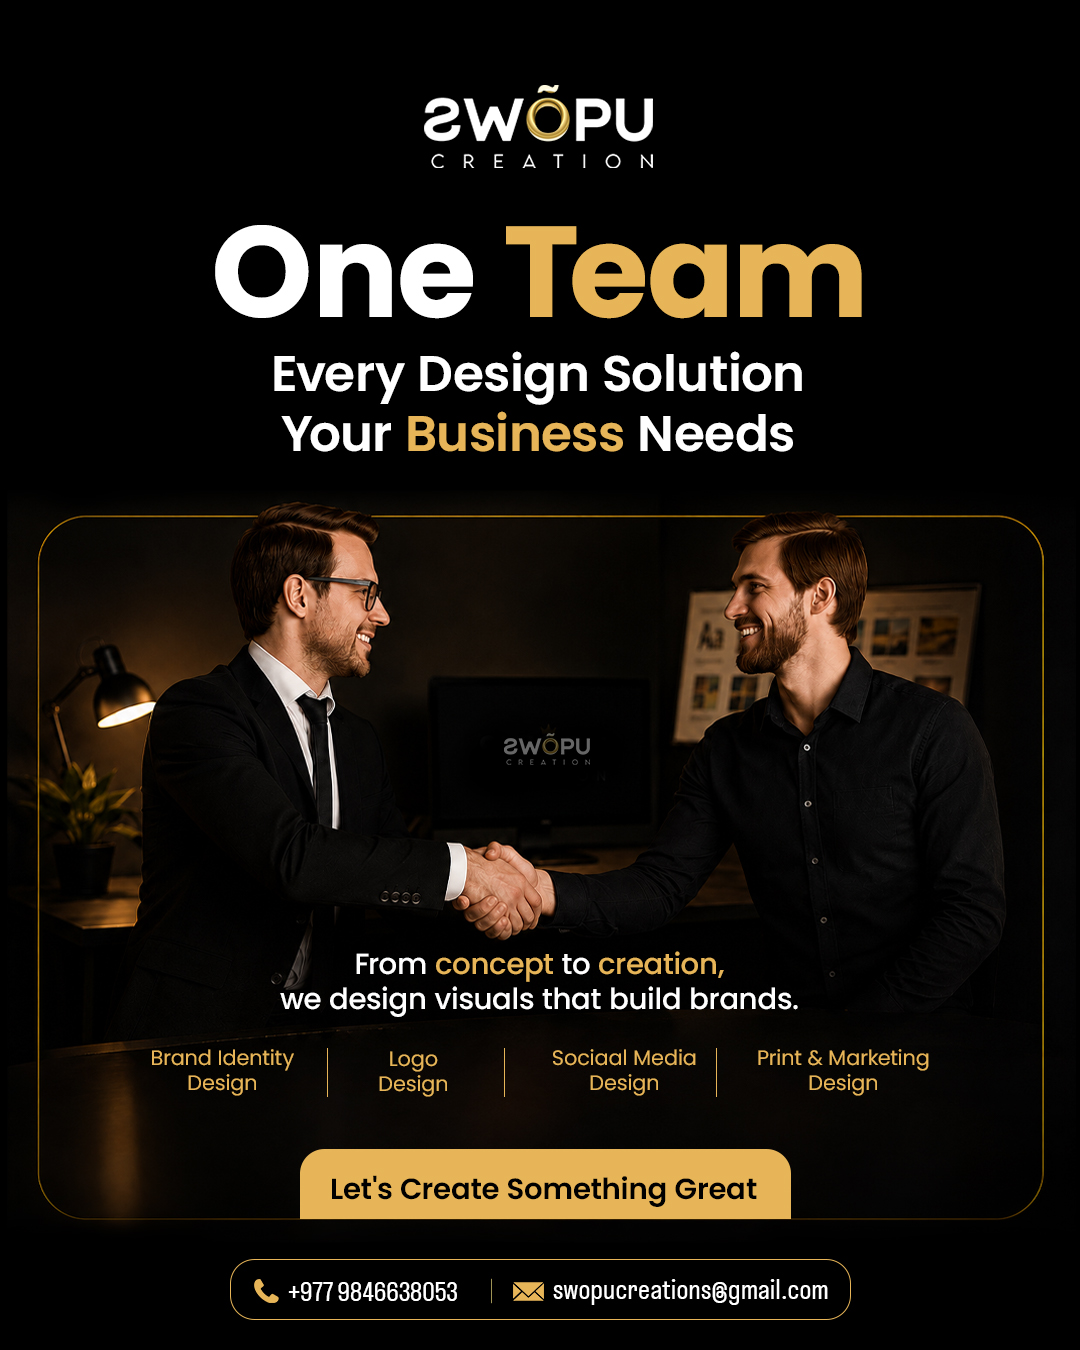 SWÕPU
CREATION
One Team
Every Design Solution
Your Business Needs
Aa
SWÕPU
CREATION
From concept to creation,
we design visuals that build brands.
Brand Identity
Design
Logo
Design
Sociaal Media
Design
Print & Marketing
Design
Let's Create Something Great
+977 9846638053
swopucreations@gmail.com